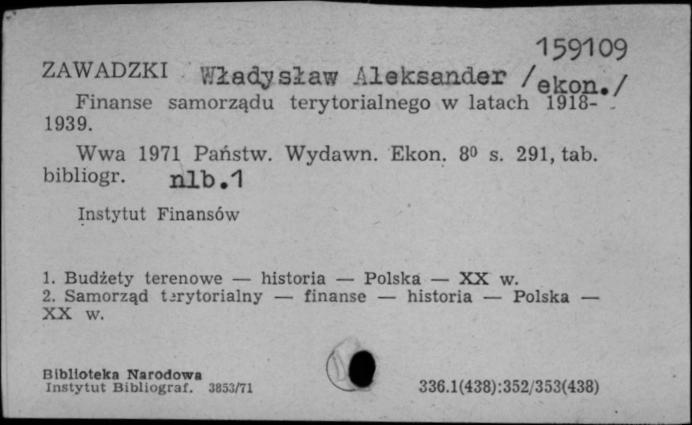 159109
ZAWADZKI Władysław Aleksander /ekon./
Finanse samorządu terytorialnego w latach 1918-
1939.
Wwa 1971 Państw. Wydawn. Ekon. 8⁰ s. 291, tab.
bibliogr. nlb.1
Instytut Finansów
1. Budżety terenowe — historia — Polska — XX w.
2. Samorząd terytorialny — finanse — historia — Polska —
XX w.
Biblioteka Narodowa
Instytut Bibliograf. 3853/71
336.1(438):352/353(438)